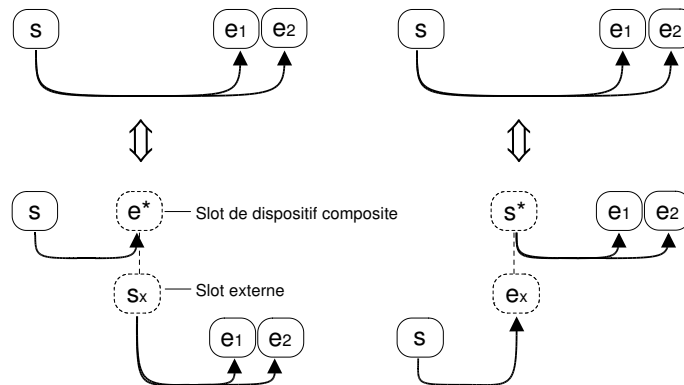 s e1 e2 s e1 e2
s e* Slot de dispositif composite s* e1 e2
sx Slot externe ex
e1 e2 s